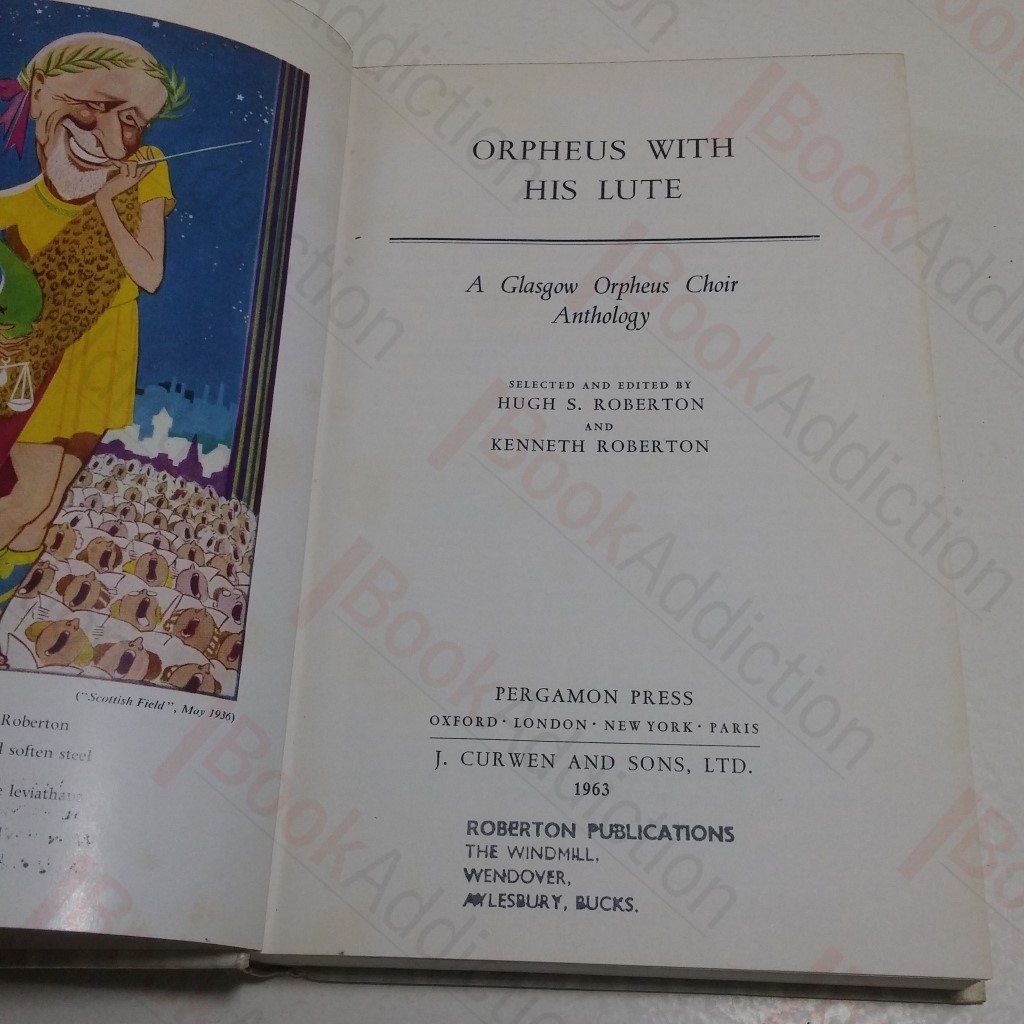 ("Scottish Field", May 1936)
Roberton
soften steel
leviathans
ORPHEUS WITH
HIS LUTE
A Glasgow Orpheus Choir
Anthology
SELECTED AND EDITED BY
HUGH S. ROBERTON
AND
KENNETH ROBERTON
PERGAMON PRESS
OXFORD · LONDON · NEW YORK · PARIS
J. CURWEN AND SONS, LTD.
1963
ROBERTON PUBLICATIONS
THE WINDMILL,
WENDOVER,
AYLESBURY, BUCKS.
BookAddiction